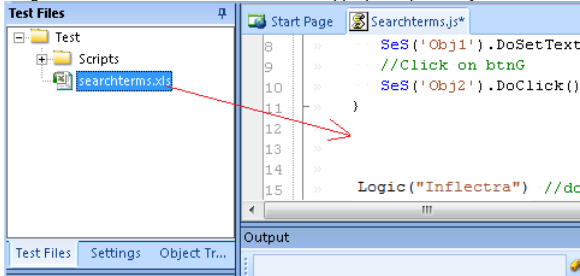 Test Files
Test
Scripts
searchterms.xls
Test Files Settings Object Tr...
Start Page Searchterms.js*
8 SeS('Obj1').DoSetText
9 //Click on btnG
10 SeS('Obj2').DoClick()
11 }
12
13
14
15 Logic("Inflectra") //do
Output